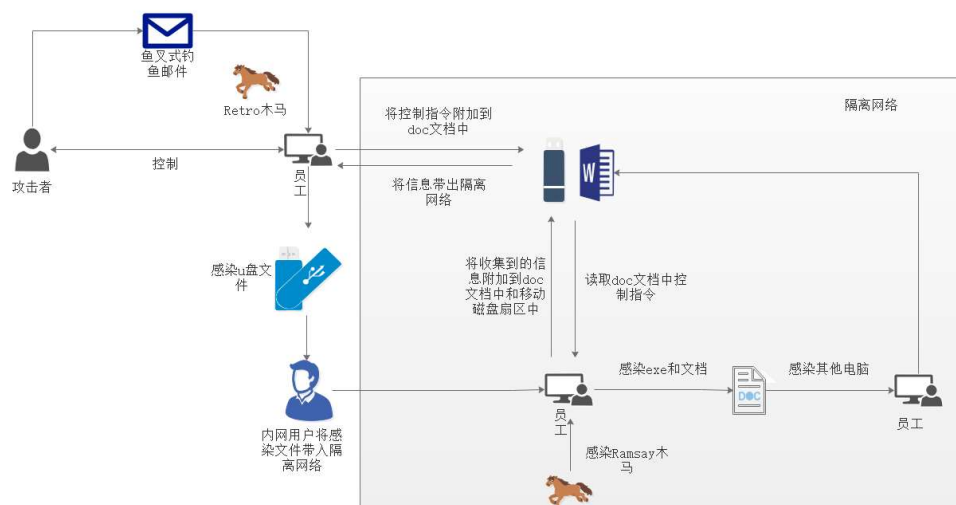 鱼叉式钓
鱼邮件
Retro木马
隔离网络
将控制指令附加到
doc文档中
控制
攻击者
员
工
将信息带出隔离
网络
W
感染u盘文
件
将收集到的信
息附加到doc
文档中和移动
磁盘扇区中
读取doc文档中控
制指令
感染exe和文档
感染其他电脑
DOC
员
工
员工
内网用户将感
染文件带入隔
离网络
感染Ramsay木
马